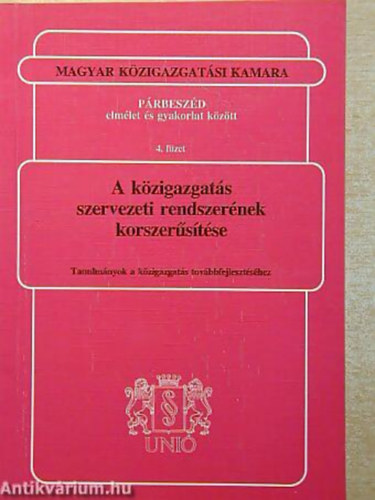 MAGYAR KÖZIGAZGATÁSI KAMARA
PÁRBESZÉD
elmélet és gyakorlat között
4. füzet
A közigazgatás
szervezeti rendszerének
korszerűsítése
Tanulmányok a közigazgatás továbbfejlesztéséhez
§
UNIÓ
Antikvárium.hu